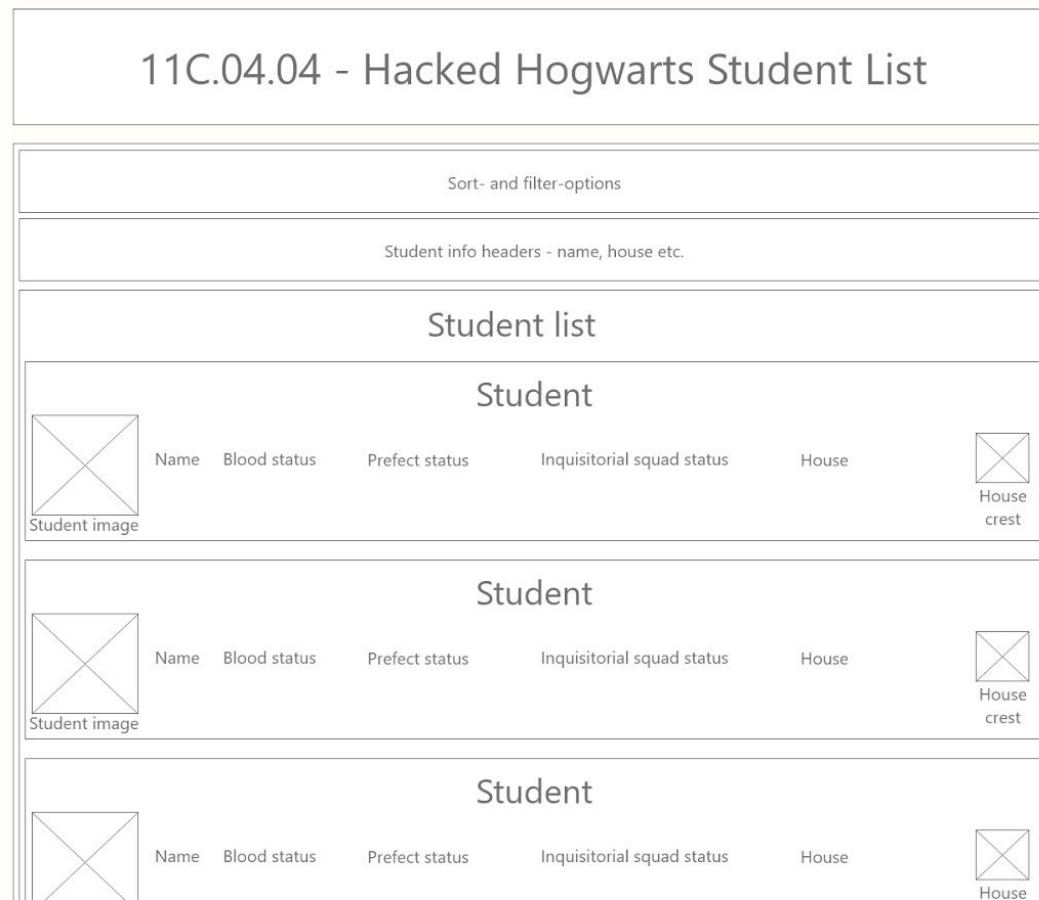 11C.04.04 - Hacked Hogwarts Student List
Sort- and filter-options
Student info headers - name, house etc.
Student list
Student
Name Blood status Prefect status Inquisitorial squad status House
Student image
House
crest
Student
Name Blood status Prefect status Inquisitorial squad status House
Student image
House
crest
Student
Name Blood status Prefect status Inquisitorial squad status House
House